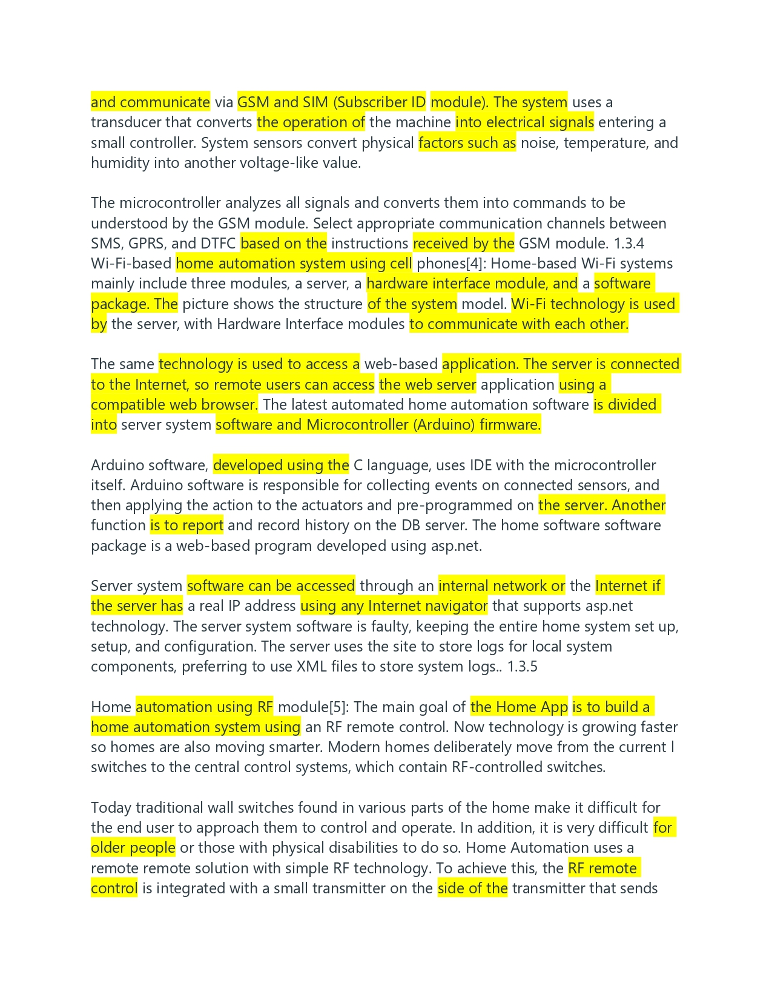 and communicate via GSM and SIM (Subscriber ID module). The system uses a
transducer that converts the operation of the machine into electrical signals entering a
small controller. System sensors convert physical factors such as noise, temperature, and
humidity into another voltage-like value.
The microcontroller analyzes all signals and converts them into commands to be
understood by the GSM module. Select appropriate communication channels between
SMS, GPRS, and DTFC based on the instructions received by the GSM module. 1.3.4
Wi-Fi-based home automation system using cell phones[4]: Home-based Wi-Fi systems
mainly include three modules, a server, a hardware interface module, and a software
package. The picture shows the structure of the system model. Wi-Fi technology is used
by the server, with Hardware Interface modules to communicate with each other.
The same technology is used to access a web-based application. The server is connected
to the Internet, so remote users can access the web server application using a
compatible web browser. The latest automated home automation software is divided
into server system software and Microcontroller (Arduino) firmware.
Arduino software, developed using the C language, uses IDE with the microcontroller
itself. Arduino software is responsible for collecting events on connected sensors, and
then applying the action to the actuators and pre-programmed on the server. Another
function is to report and record history on the DB server. The home software software
package is a web-based program developed using asp.net.
Server system software can be accessed through an internal network or the Internet if
the server has a real IP address using any Internet navigator that supports asp.net
technology. The server system software is faulty, keeping the entire home system set up,
setup, and configuration. The server uses the site to store logs for local system
components, preferring to use XML files to store system logs.. 1.3.5
Home automation using RF module[5]: The main goal of the Home App is to build a
home automation system using an RF remote control. Now technology is growing faster
so homes are also moving smarter. Modern homes deliberately move from the current l
switches to the central control systems, which contain RF-controlled switches.
Today traditional wall switches found in various parts of the home make it difficult for
the end user to approach them to control and operate. In addition, it is very difficult for
older people or those with physical disabilities to do so. Home Automation uses a
remote remote solution with simple RF technology. To achieve this, the RF remote
control is integrated with a small transmitter on the side of the transmitter that sends